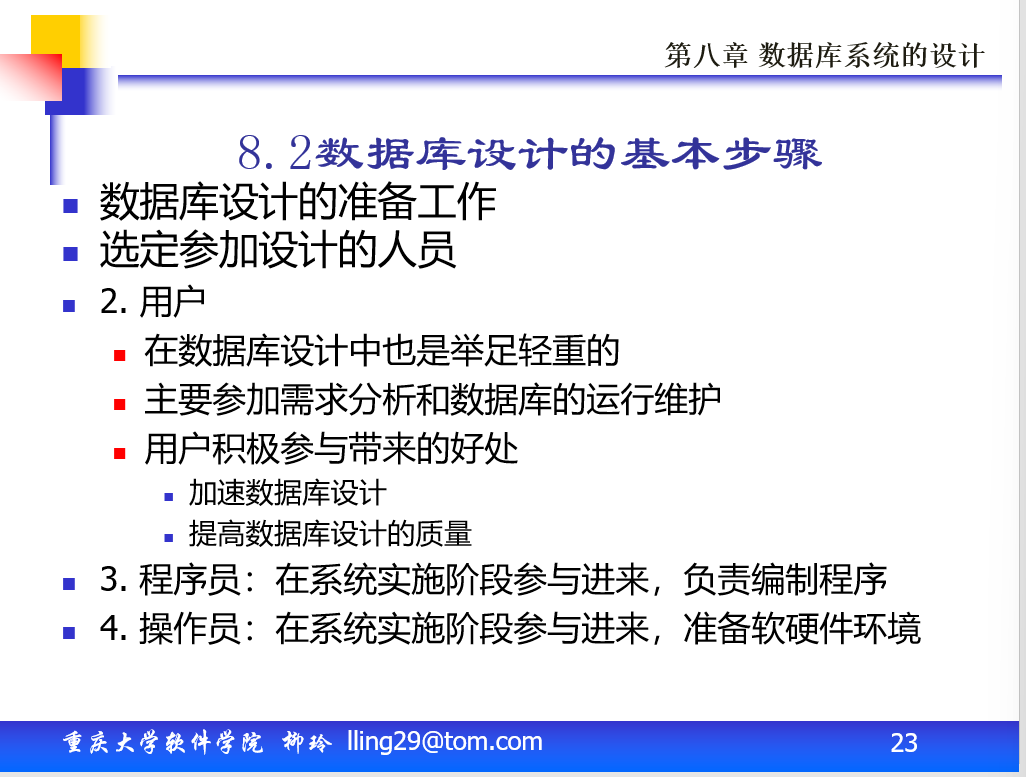 第八章 数据库系统的设计
8.2数据库设计的基本步骤
数据库设计的准备工作
选定参加设计的人员
2. 用户
在数据库设计中也是举足轻重的
主要参加需求分析和数据库的运行维护
用户积极参与带来的好处
加速数据库设计
提高数据库设计的质量
3. 程序员：在系统实施阶段参与进来，负责编制程序
4. 操作员：在系统实施阶段参与进来，准备软硬件环境
重庆大学软件学院 柳玲 lling29@tom.com 23